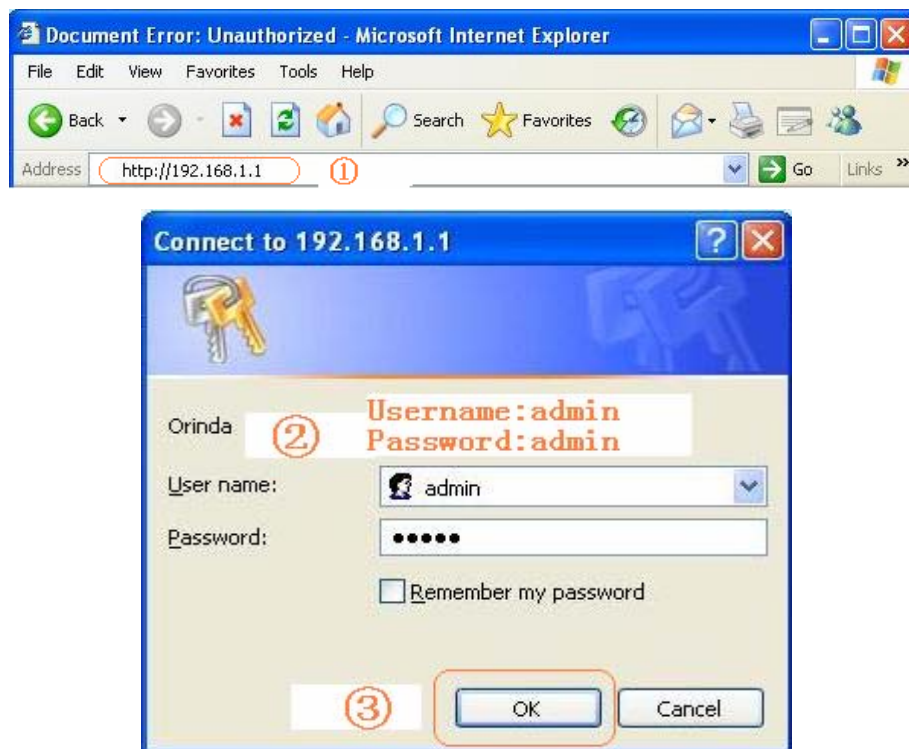 Document Error: Unauthorized - Microsoft Internet Explorer
File Edit View Favorites Tools Help
Back Search Favorites
Address http://192.168.1.1 ① Go Links »
Connect to 192.168.1.1
Orinda
② Username:admin
Password:admin
User name: admin
Password: •••••
Remember my password
③ OK Cancel